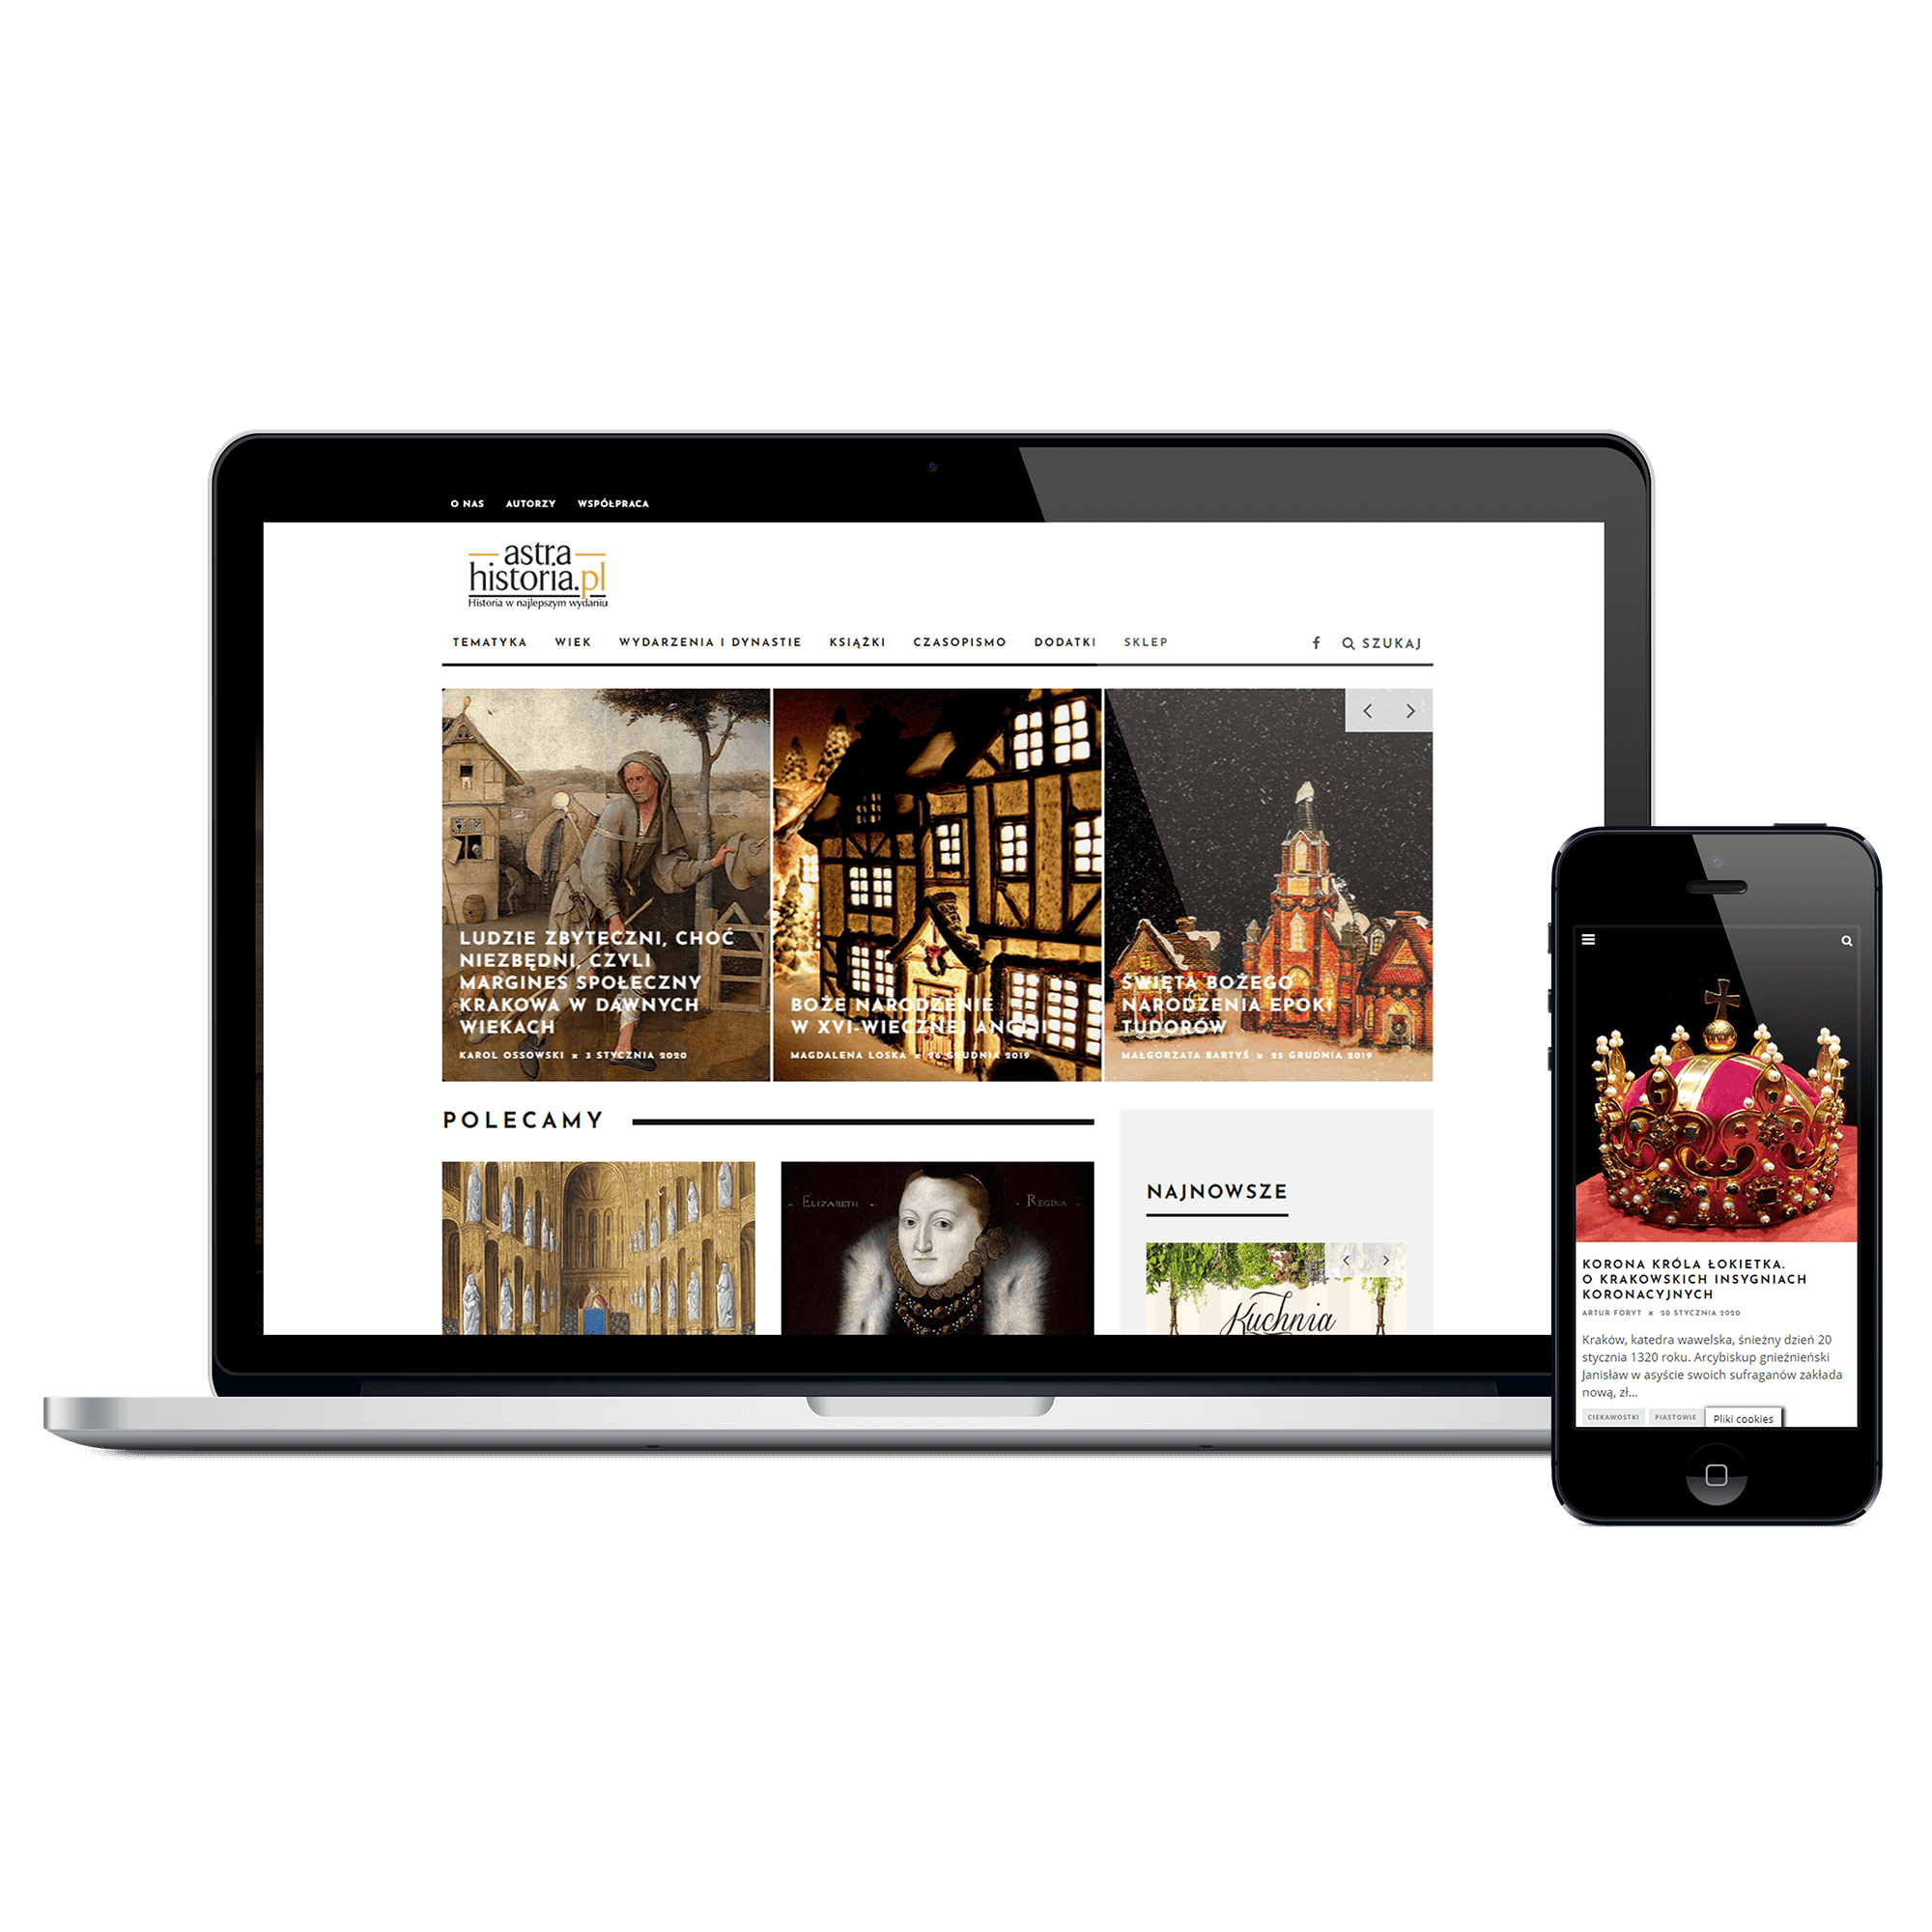 O NAS AUTORZY WSPÓŁPRACA
astra
historia.pl
Historia w najlepszym wydaniu
TEMATYKA WIEK WYDARZENIA I DYNASTIE KSIĄŻKI CZASOPISMO DODATKI SKLEP SZUKAJ
LUDZIE ZBYTECZNI, CHOĆ
NIEZBĘDNI, CZYLI
MARGINES SPOŁECZNY
KRAKOWA W DAWNYCH
WIEKACH
KAROL OSSOWSKI × 3 STYCZNIA 2020
BOŻE NARODZENIE
W XVI-WIECZNEJ ANGLII
MAGDALENA LOSKA × 26 GRUDNIA 2019
ŚWIĘTA BOŻEGO
NARODZENIA EPOKI
TUDORÓW
MAŁGORZATA BARTYŚ × 25 GRUDNIA 2019
POLECAMY
ELIZABETH REGINA
NAJNOWSZE
Kuchnia
KORONA KRÓLA ŁOKIETKA.
O KRAKOWSKICH INSYGNIACH
KORONACYJNYCH
ARTUR FORYT × 20 STYCZNIA 2020
Kraków, katedra wawelska, śnieżny dzień 20
stycznia 1320 roku. Arcybiskup gnieźnieński
Janisław w asyście swoich sufraganów zakłada
nową, zł...
CIEKAWOSTKI PIASTOWIE Pliki cookies